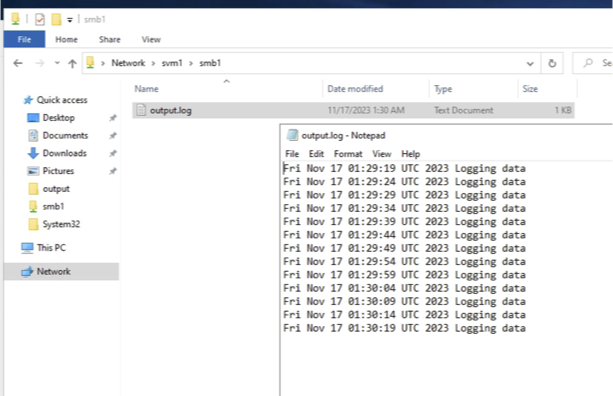 smb1
File Home Share View
Network > svm1 > smb1
Name Date modified Type Size
Quick access
Desktop
Documents
Downloads
Pictures
output
smb1
System32
This PC
Network
output.log 11/17/2023 1:30 AM Text Document 1 KB
output.log - Notepad
File Edit Format View Help
Fri Nov 17 01:29:19 UTC 2023 Logging data
Fri Nov 17 01:29:24 UTC 2023 Logging data
Fri Nov 17 01:29:29 UTC 2023 Logging data
Fri Nov 17 01:29:34 UTC 2023 Logging data
Fri Nov 17 01:29:39 UTC 2023 Logging data
Fri Nov 17 01:29:44 UTC 2023 Logging data
Fri Nov 17 01:29:49 UTC 2023 Logging data
Fri Nov 17 01:29:54 UTC 2023 Logging data
Fri Nov 17 01:29:59 UTC 2023 Logging data
Fri Nov 17 01:30:04 UTC 2023 Logging data
Fri Nov 17 01:30:09 UTC 2023 Logging data
Fri Nov 17 01:30:14 UTC 2023 Logging data
Fri Nov 17 01:30:19 UTC 2023 Logging data